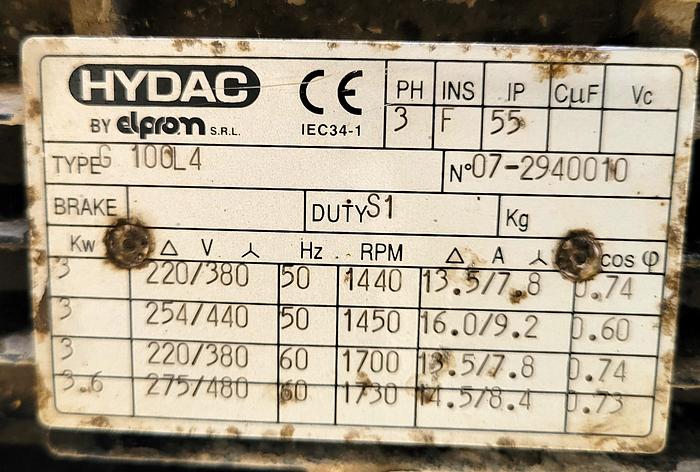 HYDAC
BY elprom S.R.L.
CE
IEC34-1
PH INS IP CµF Vc
3 F 55
TYPE G 100L4 N° 07-2940010
BRAKE DUTY S1 Kg
Kw △ V ⅄ Hz RPM △ A ⅄ cos φ
3 220/380 50 1440 13.5/7.8 0.74
3 254/440 50 1450 16.0/9.2 0.60
3 220/380 60 1700 13.5/7.8 0.74
3.6 275/480 60 1730 14.5/8.4 0.73